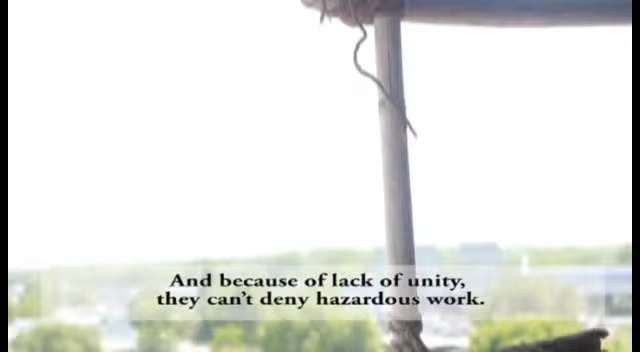 And because of lack of unity,
they can't deny hazardous work.